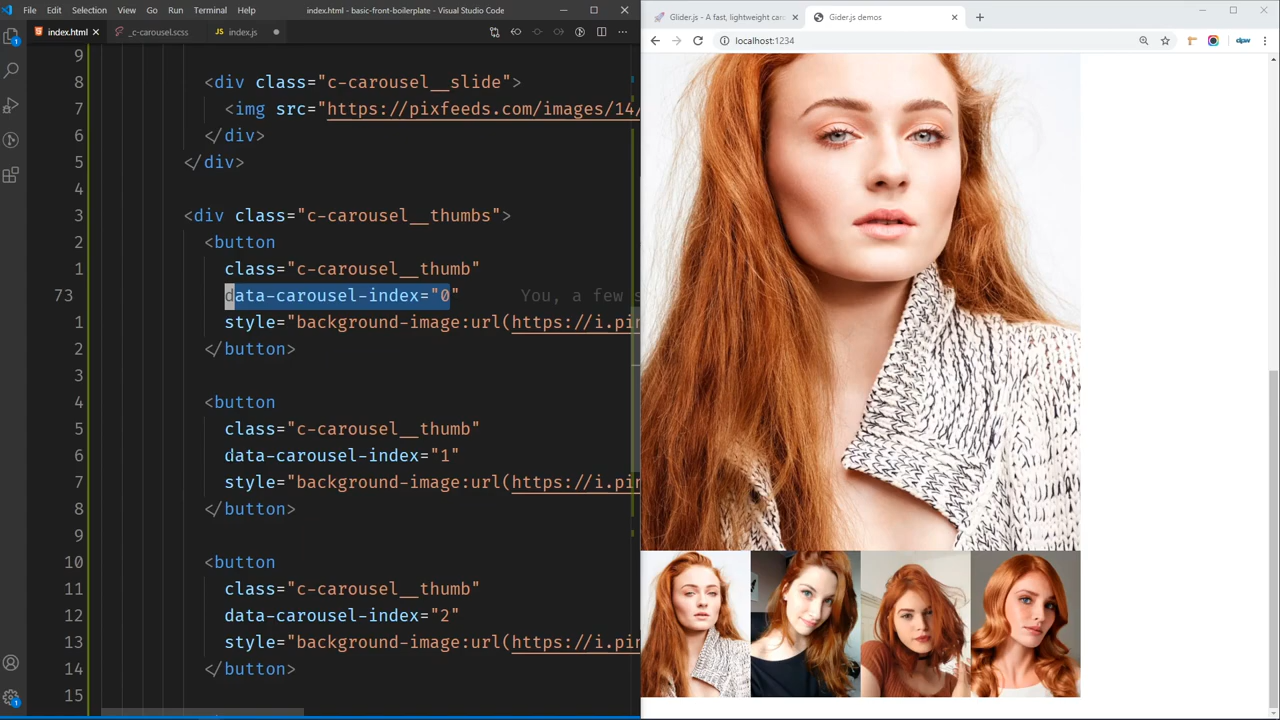 File Edit Selection View Go Run Terminal Help index.html - basic-front-boilerplate - Visual Studio Code
index.html _c-carousel.scss index.js
Glider.js - A fast, lightweight car
Gider.js demos
localhost:1234
dpw
9
8 <div class="c-carousel__slide">
7 <img src="https://pixfeeds.com/images/14/
6 </div>
5 </div>
4
3 <div class="c-carousel__thumbs">
2 <button
1 class="c-carousel__thumb"
73 data-carousel-index="0" You, a few s
1 style="background-image:url(https://i.pin
2 </button>
3
4 <button
5 class="c-carousel__thumb"
6 data-carousel-index="1"
7 style="background-image:url(https://i.pin
8 </button>
9
10 <button
11 class="c-carousel__thumb"
12 data-carousel-index="2"
13 style="background-image:url(https://i.pin
14 </button>
15